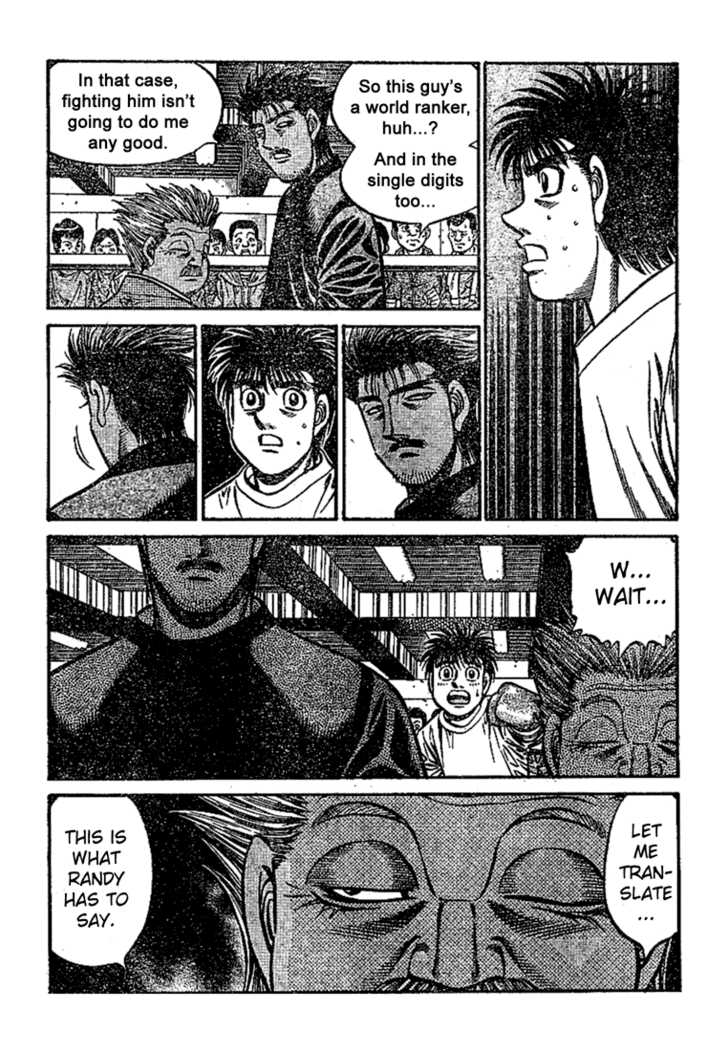 So this guy's
a world ranker,
huh...?
And in the
single digits
too...
In that case,
fighting him isn't
going to do me
any good.
W...
WAIT...
LET
ME
TRAN-
SLATE
...
THIS IS
WHAT
RANDY
HAS TO
SAY.